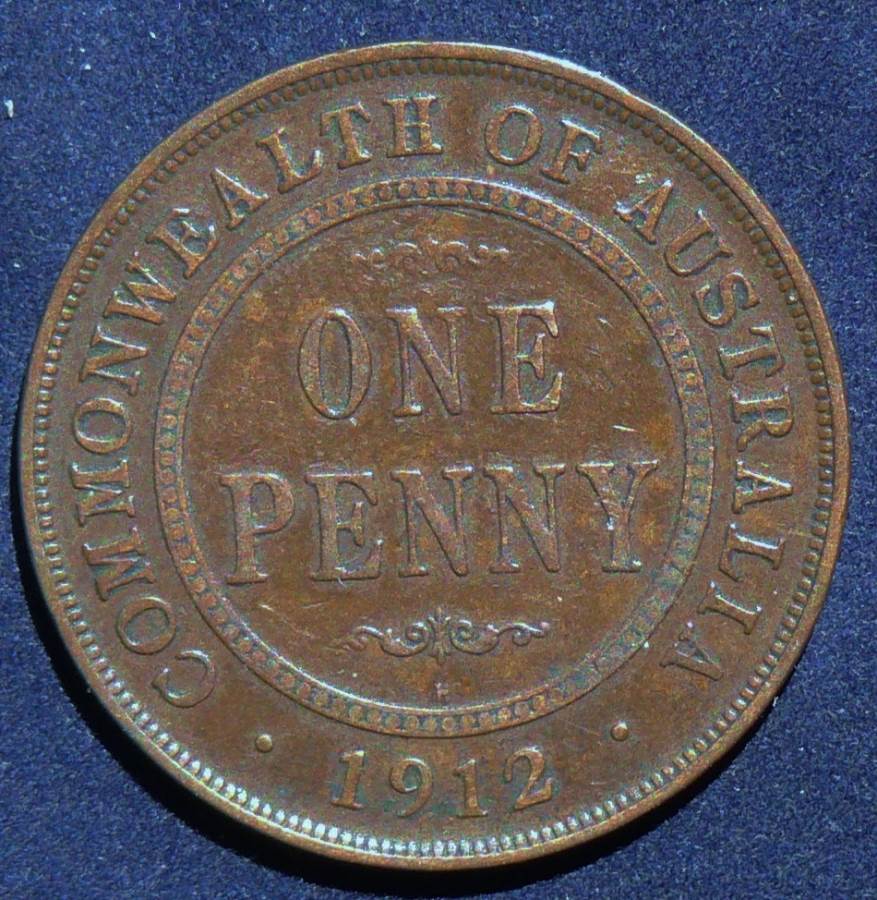 COMMONWEALTH OF AUSTRALIA
ONE
PENNY
H
· 1912 ·